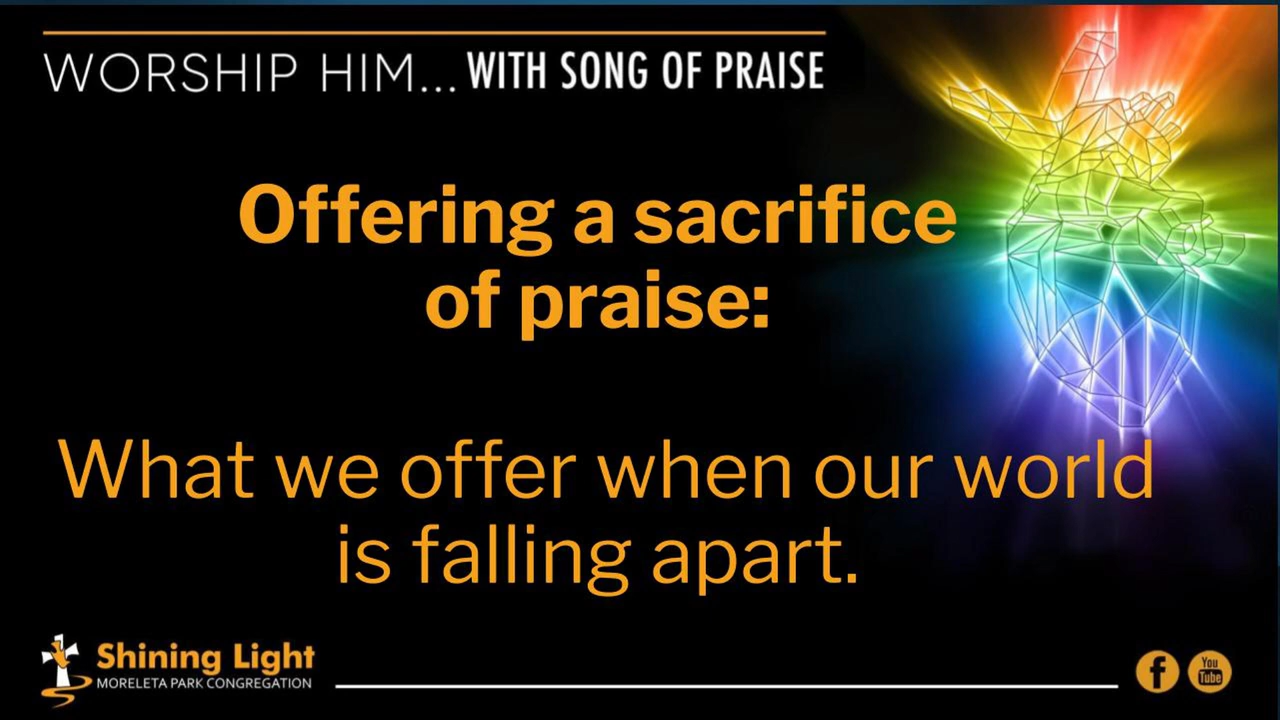 WORSHIP HIM... WITH SONG OF PRAISE
Offering a sacrifice
of praise:
What we offer when our world
is falling apart.
Shining Light
MORELETA PARK CONGREGATION
f
You
Tube